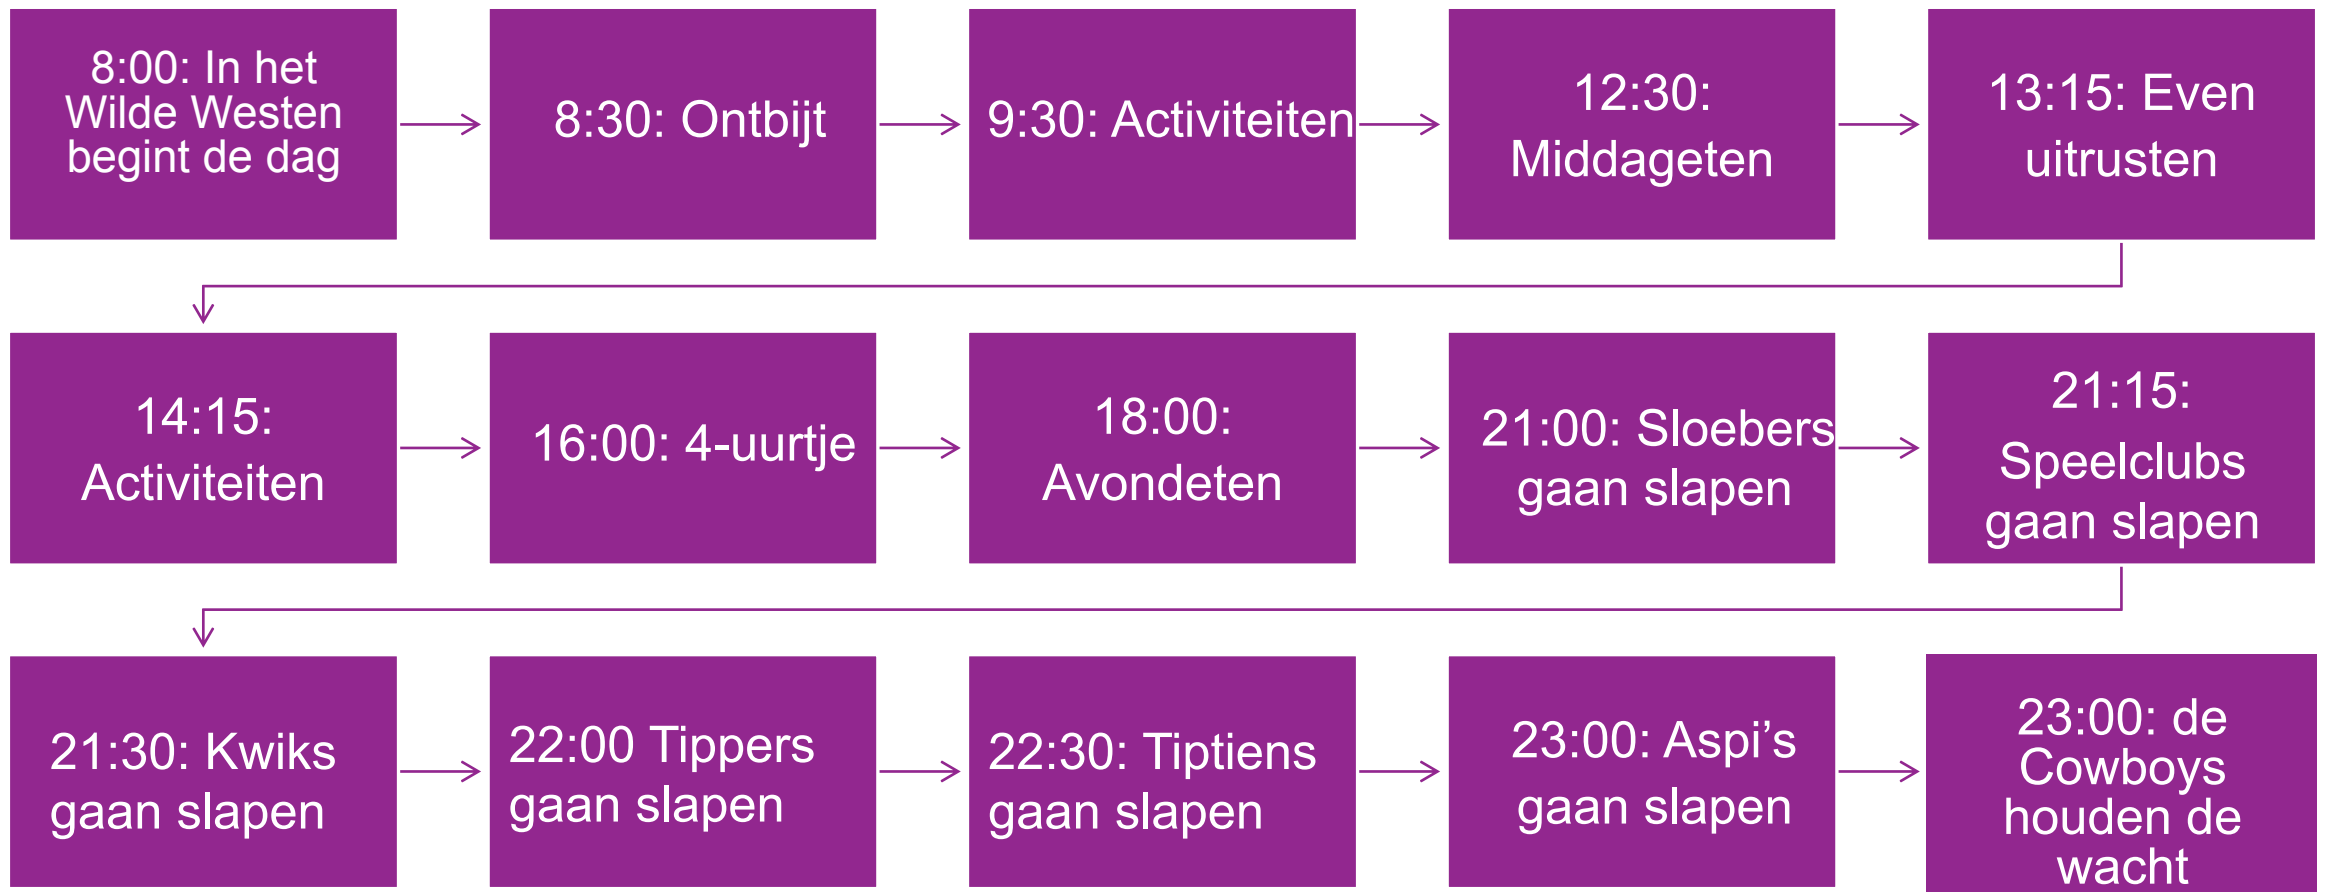 8:00: In het
Wilde Westen
begint de dag
8:30: Ontbijt
9:30: Activiteiten
12:30:
Middageten
13:15: Even
uitrusten
14:15:
Activiteiten
16:00: 4-uurtje
18:00:
Avondeten
21:00: Sloebers
gaan slapen
21:15:
Speelclubs
gaan slapen
21:30: Kwiks
gaan slapen
22:00 Tippers
gaan slapen
22:30: Tiptiens
gaan slapen
23:00: Aspi’s
gaan slapen
23:00: de
Cowboys
houden de
wacht